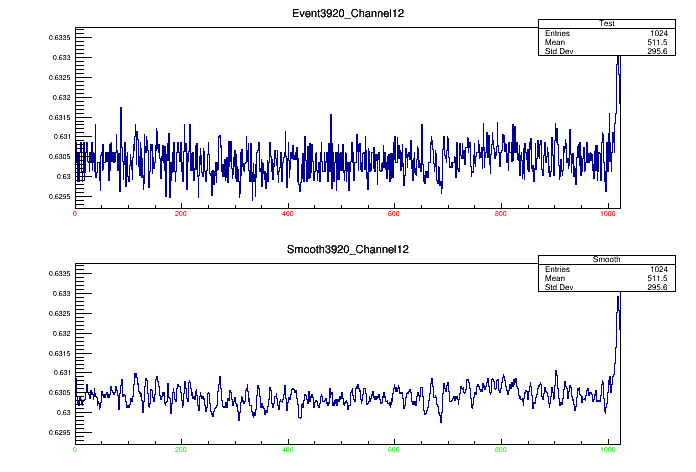 Event3920_Channel12
Test
Entries 1024
Mean 511.5
Std Dev 295.6
0.6335
0.633
0.6325
0.632
0.6315
0.631
0.6305
0.63
0.6295
0 200 400 600 800 1000
Smooth3920_Channel12
Smooth
Entries 1024
Mean 511.5
Std Dev 295.6
0.6335
0.633
0.6325
0.632
0.6315
0.631
0.6305
0.63
0.6295
0 200 400 600 800 1000